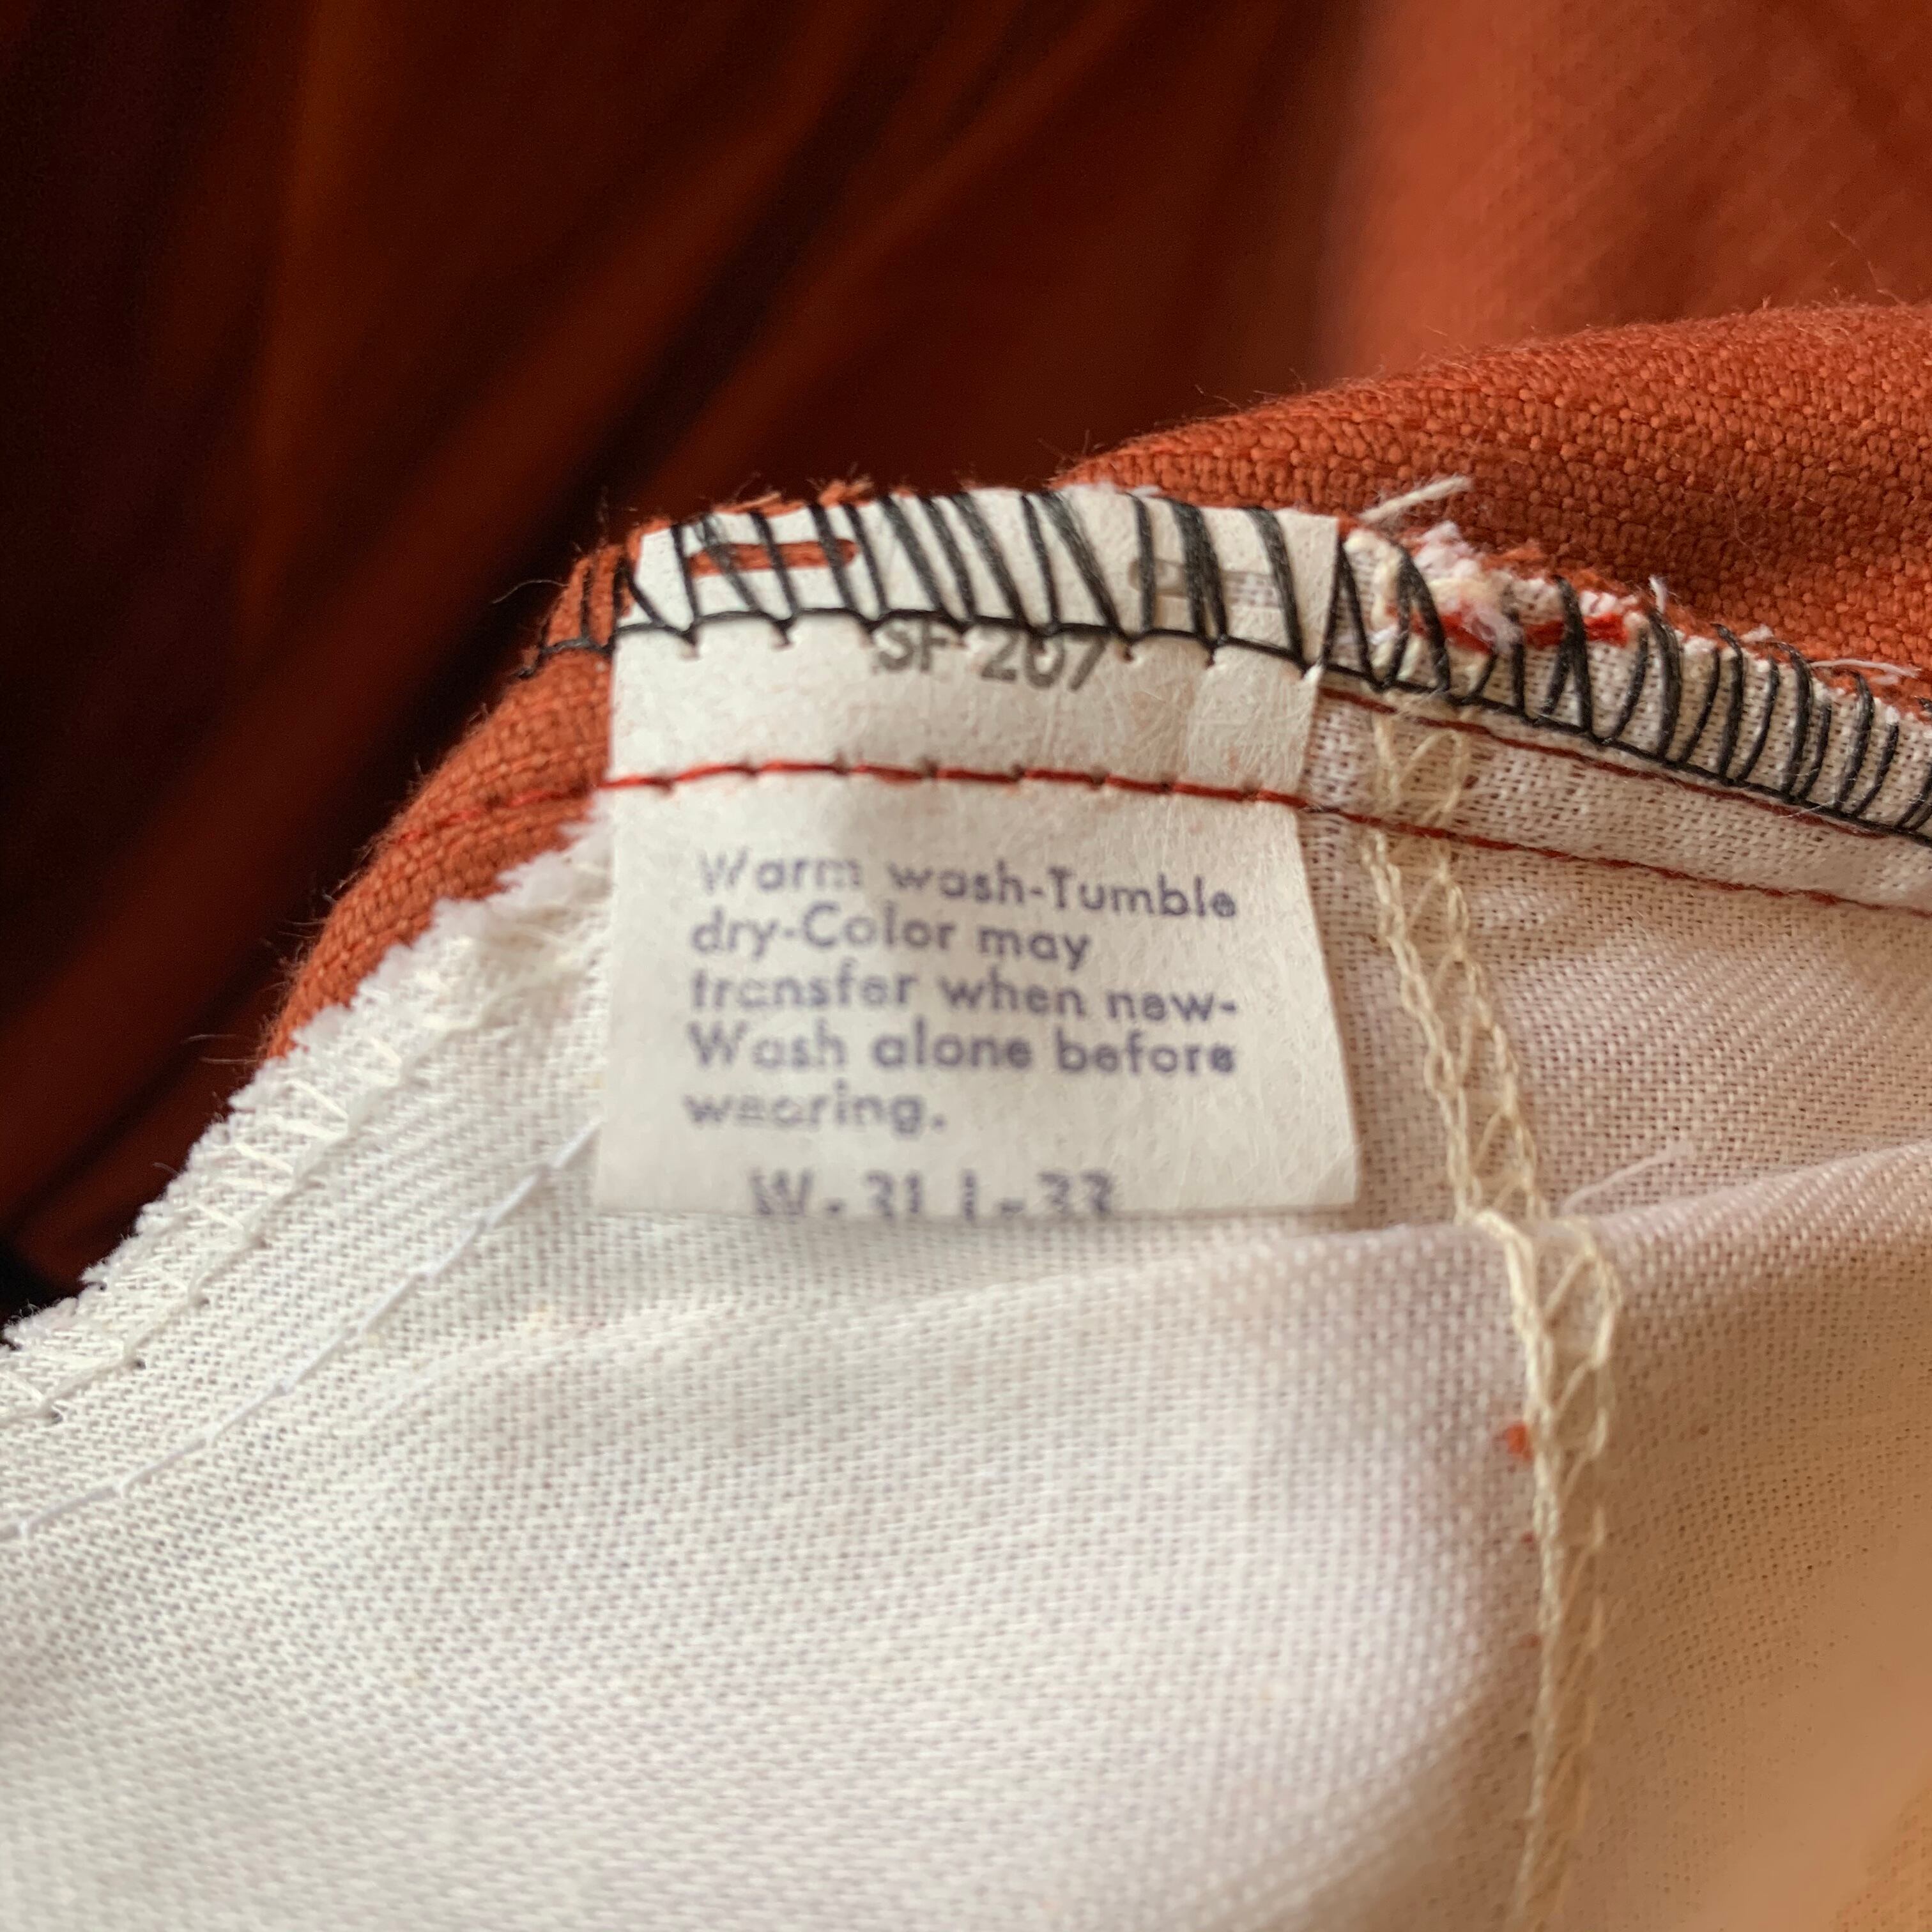 SF 207
Warm wash-Tumble
dry-Color may
transfer when new-
Wash alone before
wearing.
W-31 L-33